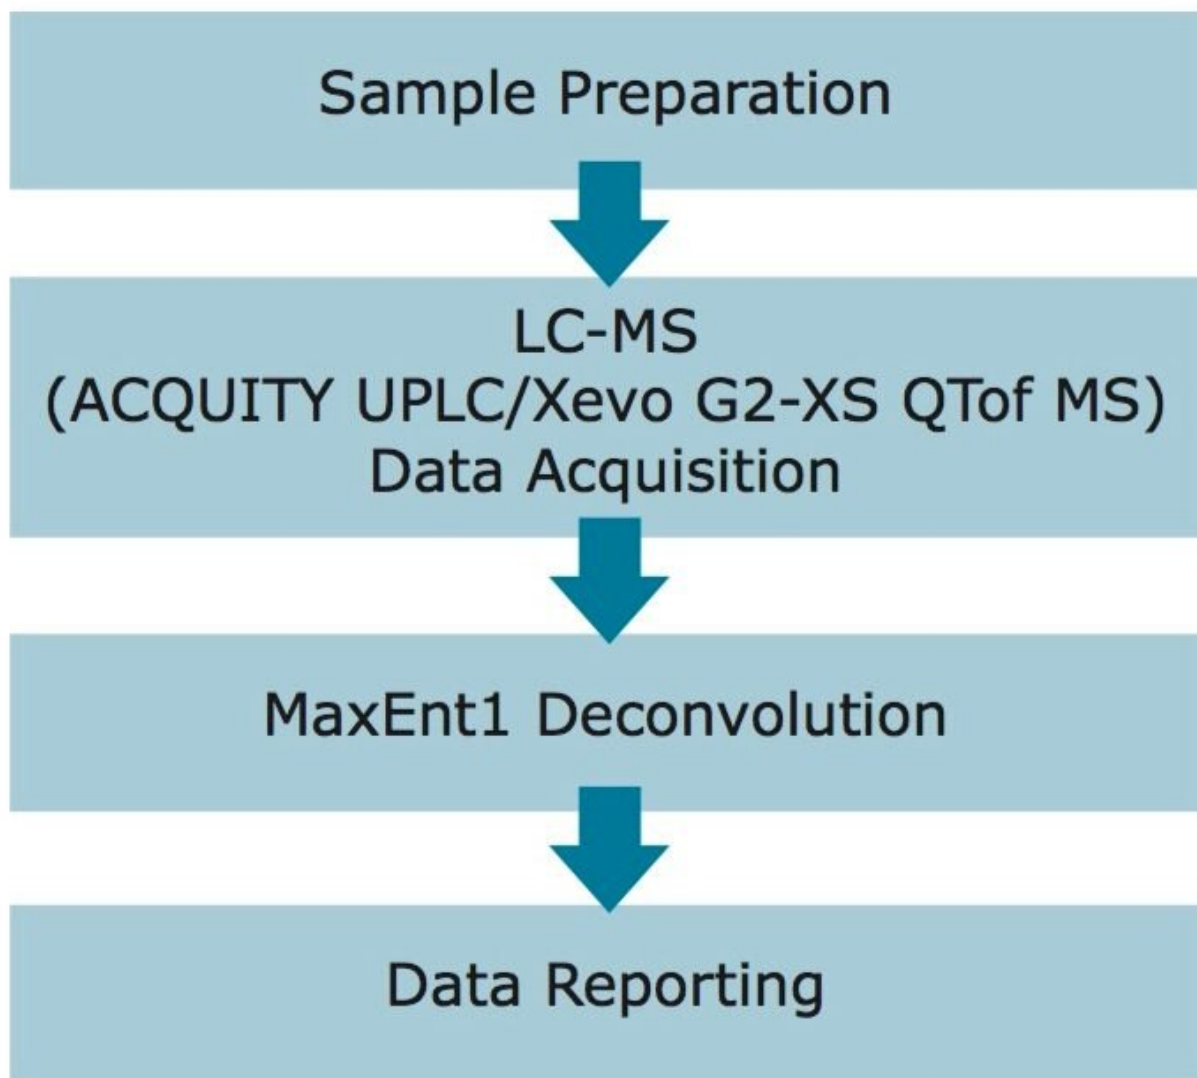 Sample Preparation
LC-MS
(ACQUITY UPLC/Xevo G2-XS QTof MS)
Data Acquisition
MaxEnt1 Deconvolution
Data Reporting